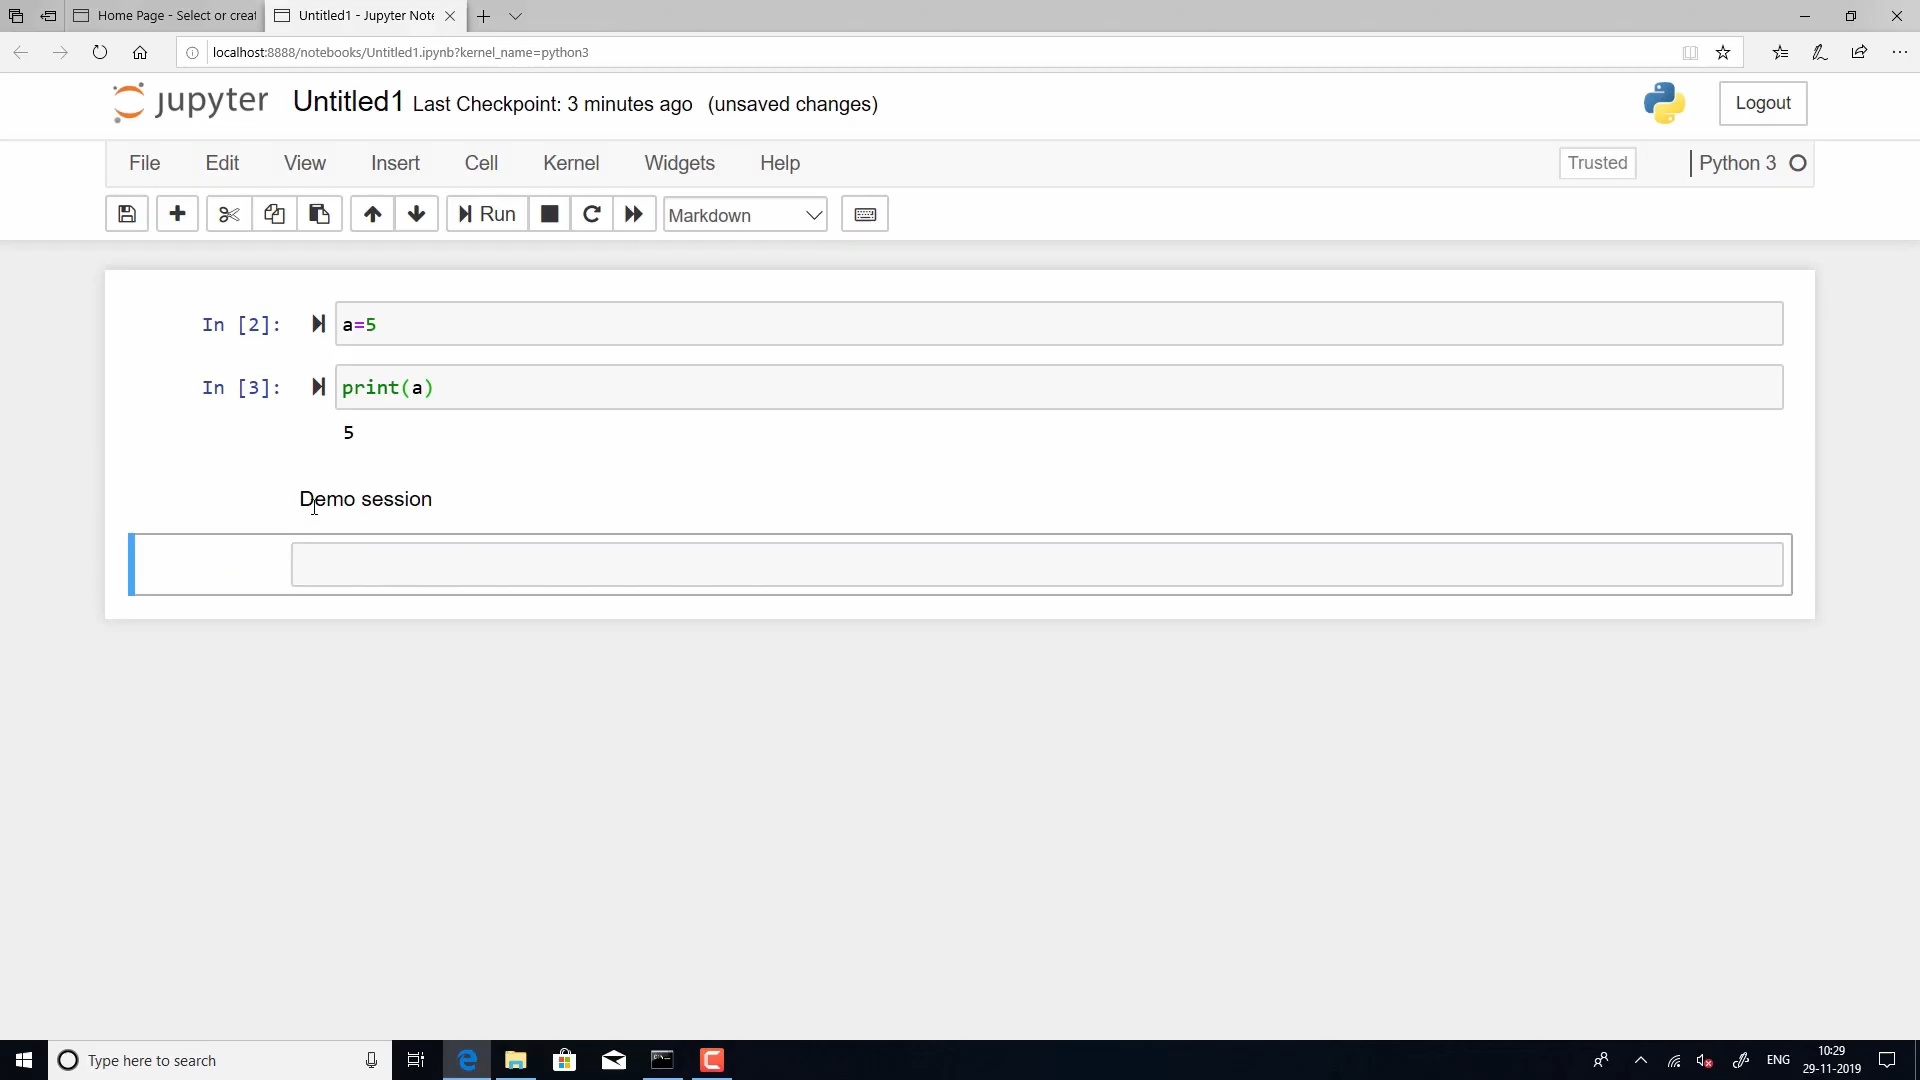 Home Page - Select or creat
Untitled1 - Jupyter Note
localhost:8888/notebooks/Untitled1.ipynb?kernel_name=python3
jupyter Untitled1 Last Checkpoint: 3 minutes ago (unsaved changes)
Logout
File Edit View Insert Cell Kernel Widgets Help
Trusted
Python 3
Run
Markdown
In [2]: a=5
In [3]: print(a)
5
Demo session
Type here to search
ENG
10:29
29-11-2019